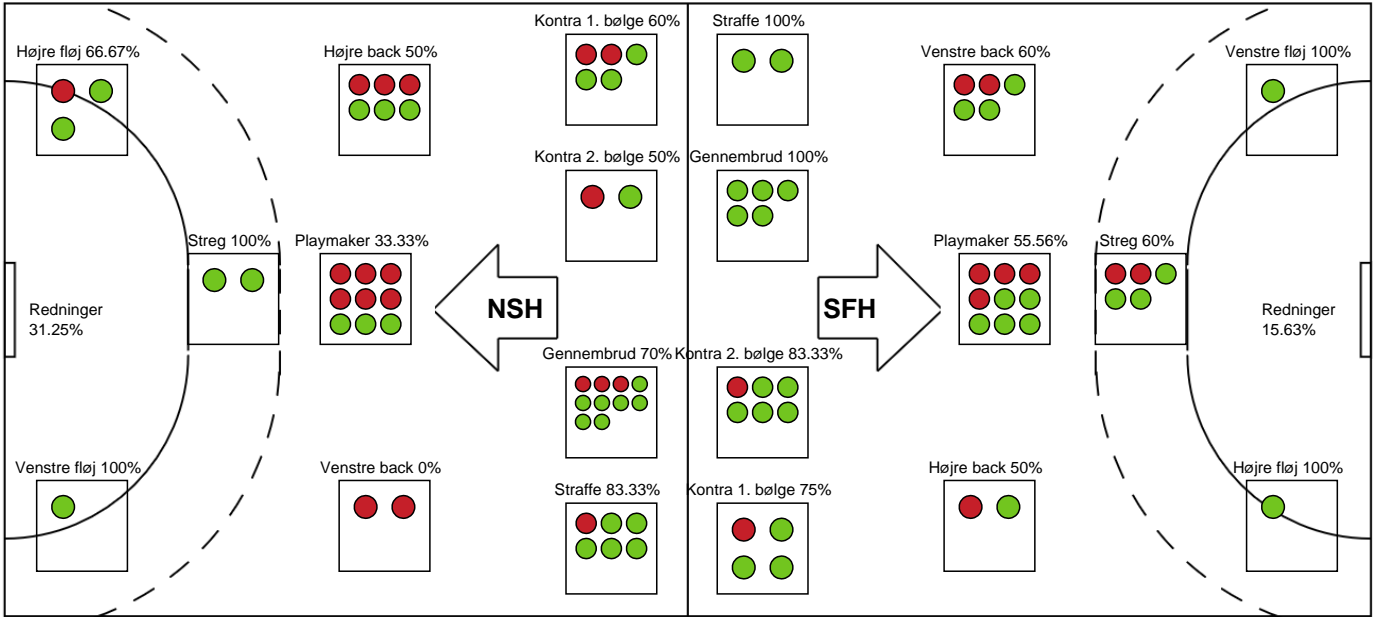 Kontra 1. bølge 60%
Straffe 100%
Højre fløj 66.67%
Højre back 50%
Venstre back 60%
Venstre fløj 100%
Kontra 2. bølge 50%
Gennembrud 100%
Streg 100%
Playmaker 33.33%
Playmaker 55.56%
Streg 60%
NSH
SFH
Redninger
31.25%
Redninger
15.63%
Gennembrud 70%
Kontra 2. bølge 83.33%
Venstre fløj 100%
Venstre back 0%
Straffe 83.33%
Kontra 1. bølge 75%
Højre back 50%
Højre fløj 100%